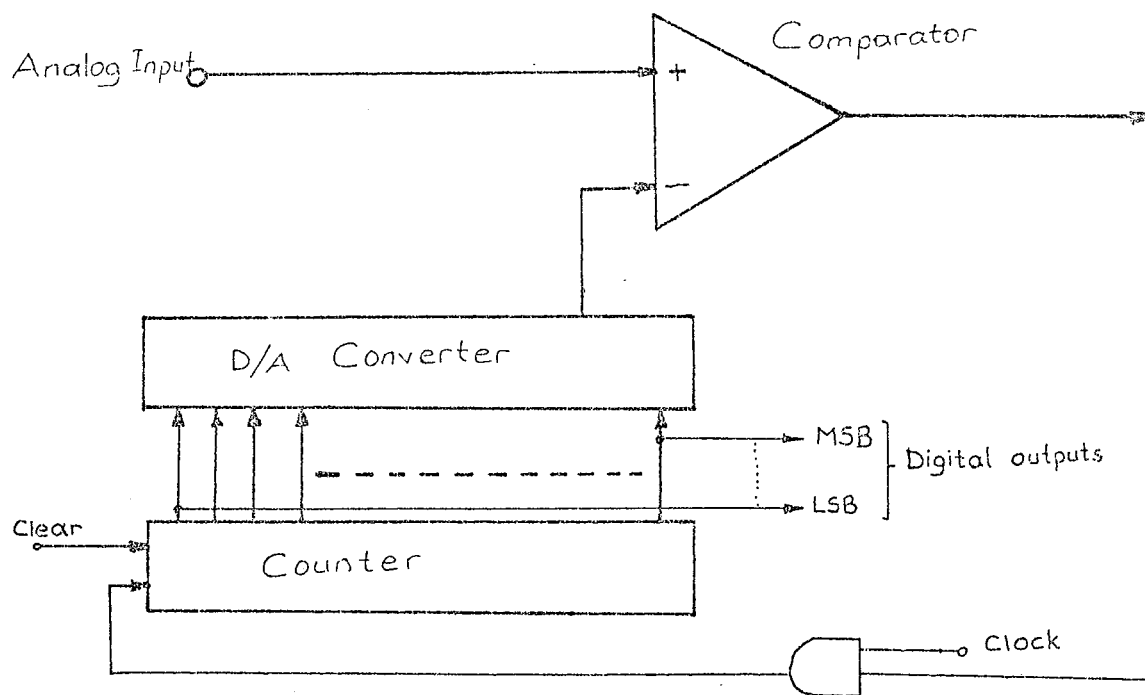 Comparator
Analog Input
+
−
D/A Converter
MSB
Digital outputs
LSB
Clear
Counter
Clock